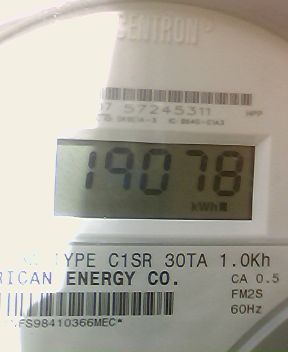 CENTRON
57245311
19078
kWh
TYPE C1SR 30TA 1.0Kh
RICAN ENERGY CO.
CA 0.5
FM2S
60Hz
FS98410366MEC*